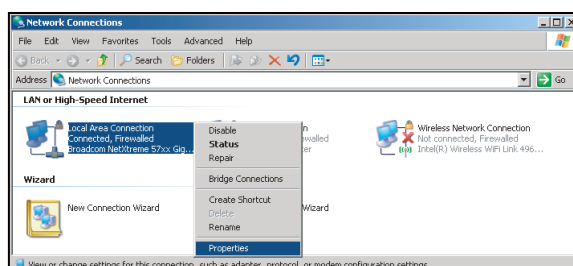 Network Connections
File Edit View Favorites Tools Advanced Help
Back Search Folders
Address Network Connections Go
LAN or High-Speed Internet
Local Area Connection
Connected, Firewalled
Broadcom NetXtreme 57xx Gig...
Disable
Status
Repair
Bridge Connections
Create Shortcut
Delete
Rename
Properties
Wireless Network Connection
Not connected, Firewalled
Intel(R) Wireless WiFi Link 496...
Wizard
New Connection Wizard
Wizard
View or change settings for this connection, such as adapter, protocol, or modem configuration settings.